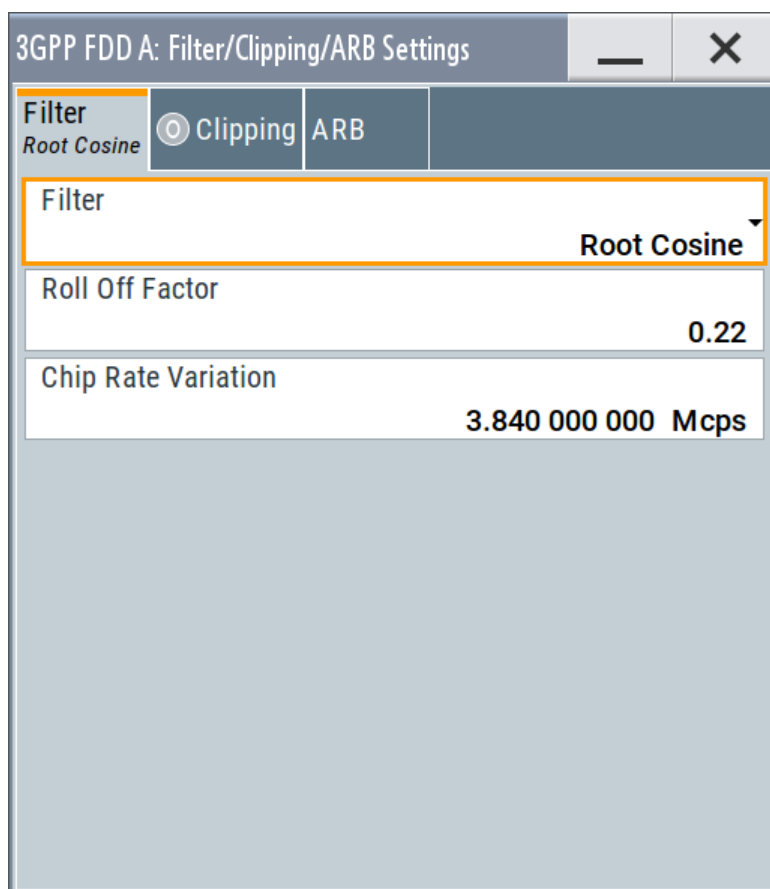 3GPP FDD A: Filter/Clipping/ARB Settings
Filter
Root Cosine
Clipping
ARB
Filter
Root Cosine
Roll Off Factor
0.22
Chip Rate Variation
3.840 000 000 Mcps